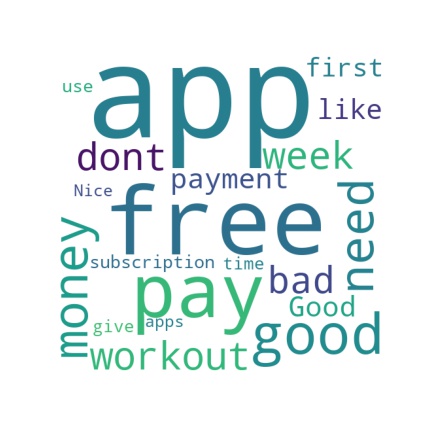 first
use
app
like
dont
week
payment
Nice
free
need
money
subscription
time
bad
pay
Good
give
apps
good
workout